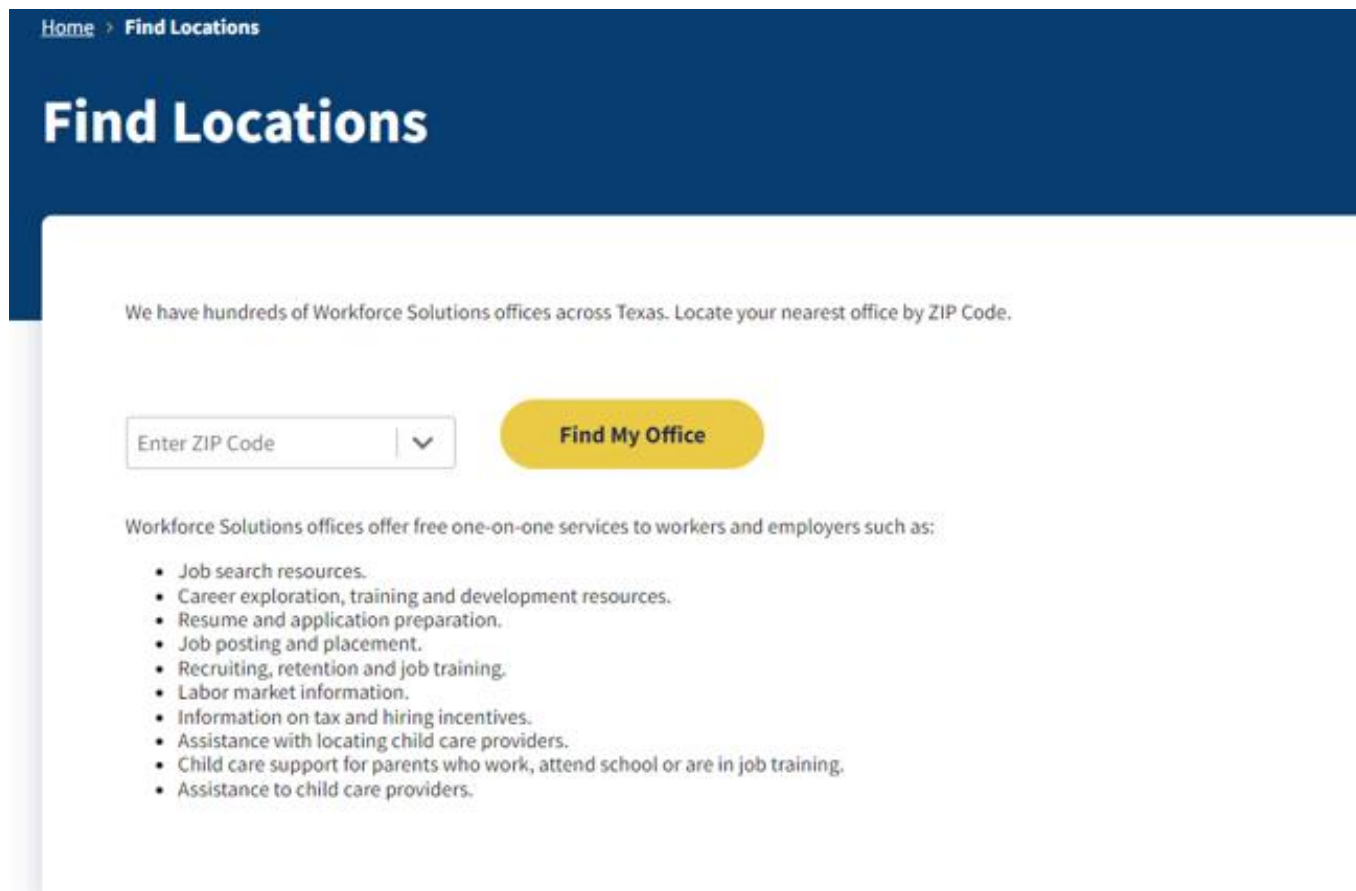 Home > Find Locations
Find Locations
We have hundreds of Workforce Solutions offices across Texas. Locate your nearest office by ZIP Code.
Enter ZIP Code
Find My Office
Workforce Solutions offices offer free one-on-one services to workers and employers such as:
• Job search resources.
• Career exploration, training and development resources.
• Resume and application preparation.
• Job posting and placement.
• Recruiting, retention and job training.
• Labor market information.
• Information on tax and hiring incentives.
• Assistance with locating child care providers.
• Child care support for parents who work, attend school or are in job training.
• Assistance to child care providers.